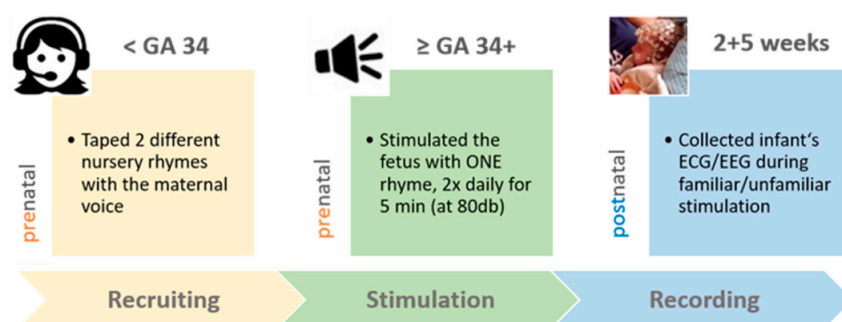 < GA 34
≥ GA 34+
2+5 weeks
prenatal
• Taped 2 different
nursery rhymes
with the maternal
voice
prenatal
• Stimulated the
fetus with ONE
rhyme, 2x daily for
5 min (at 80db)
postnatal
• Collected infant's
ECG/EEG during
familiar/unfamiliar
stimulation
Recruiting
Stimulation
Recording